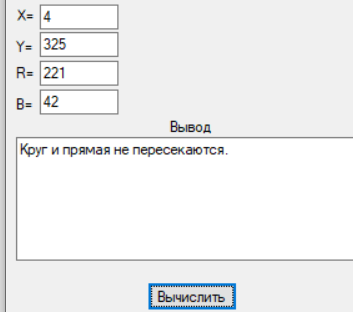 X= 4
Y= 325
R= 221
B= 42
Вывод
Круг и прямая не пересекаются.
Вычислить